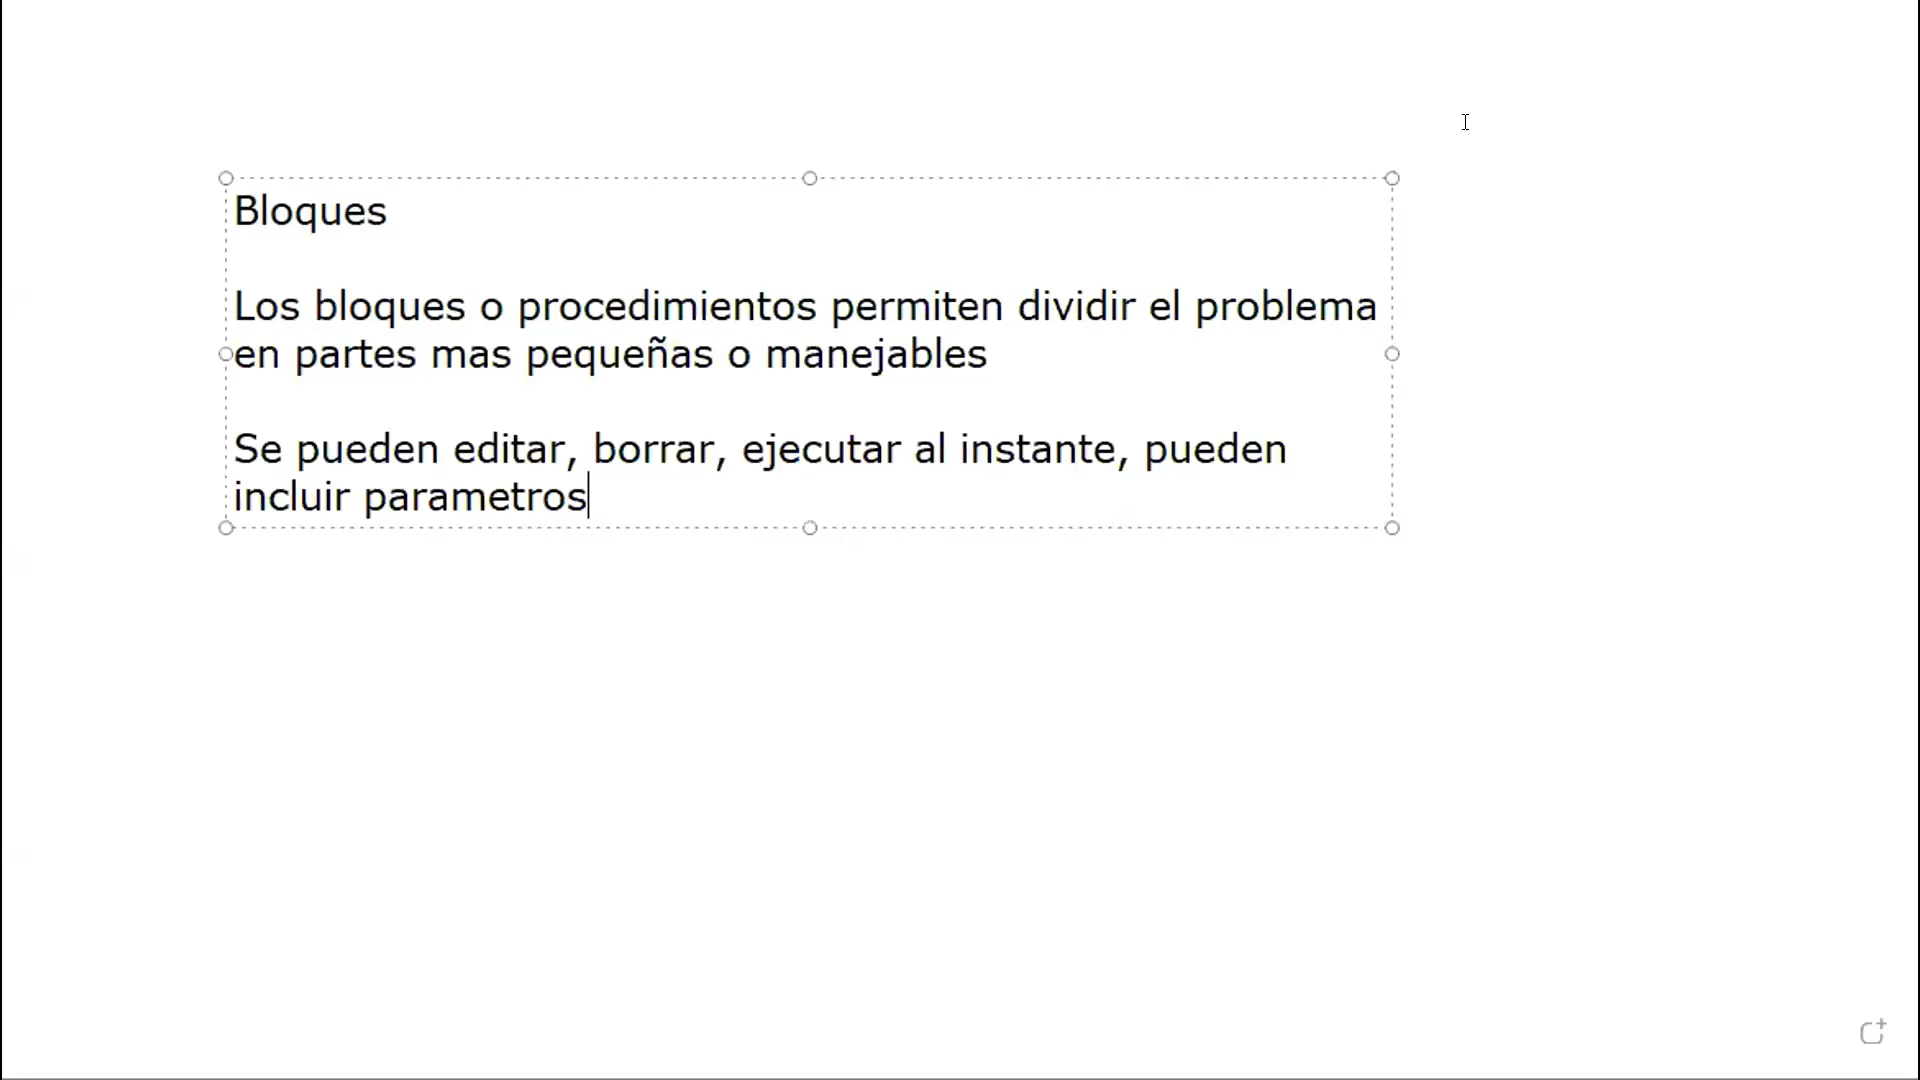 Bloques
Los bloques o procedimientos permiten dividir el problema
en partes mas pequeñas o manejables
Se pueden editar, borrar, ejecutar al instante, pueden
incluir parametros